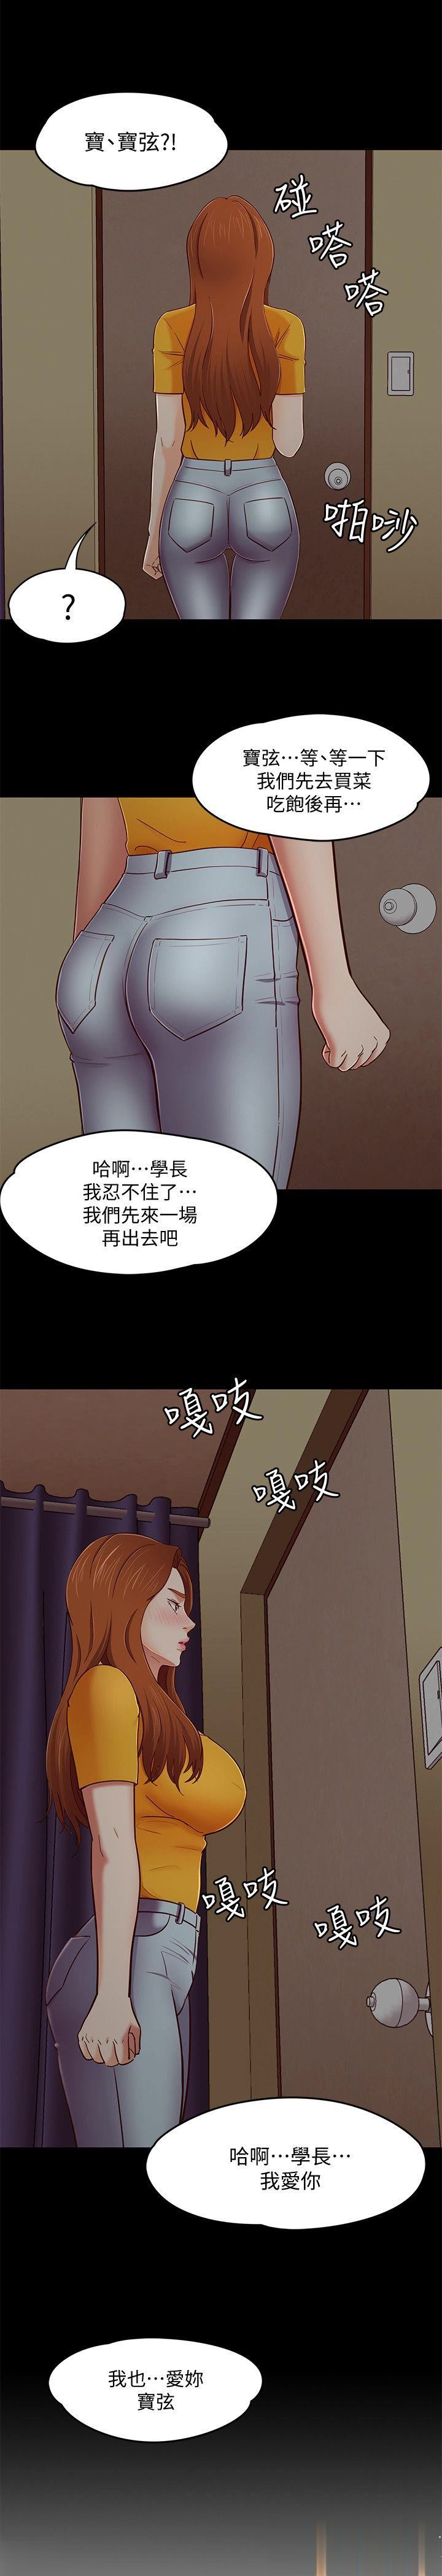 寶、寶弦?!
碰
嗒
嗒
啪吵
?
寶弦…等、等一下
我們先去買菜
吃飽後再…
哈啊…學長
我忍不住了…
我們先來一場
再出去吧
嘎吱
嘎吱
嘎吱
嘎吱
哈啊…學長…
我愛你
我也…愛妳
寶弦